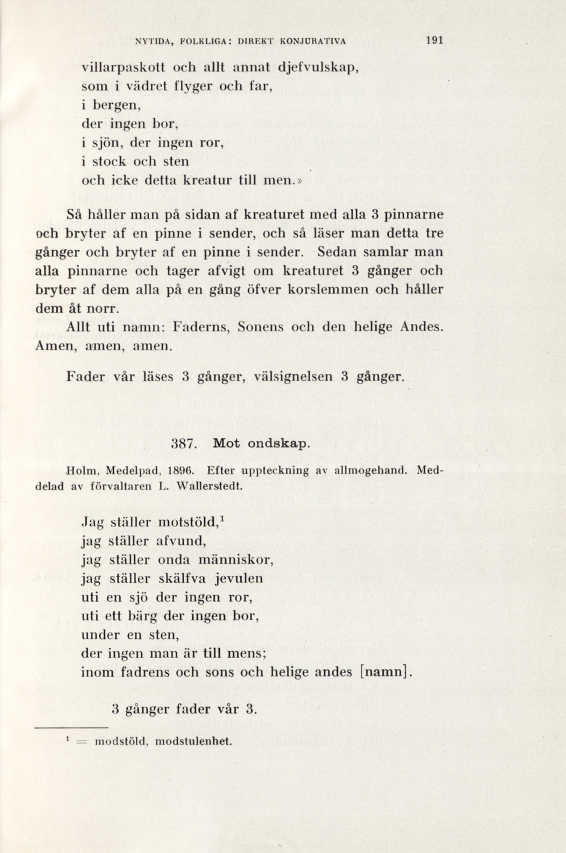 NYTIDA, FOLKLIGA: DIREKT KONJURATIVA 191
villarpaskott och allt annat djefvulskap,
som i vädret flyger och far,
i bergen,
der ingen bor,
i sjön, der ingen ror,
i stock och sten
och icke detta kreatur till men.»
Så håller man på sidan af kreaturet med alla 3 pinnarne
och bryter af en pinne i sender, och så läser man detta tre
gånger och bryter af en pinne i sender. Sedan samlar man
alla pinnarne och tager afvigt om kreaturet 3 gånger och
bryter af dem alla på en gång öfver korslemmen och håller
dem åt norr.
Allt uti namn: Faderns, Sonens och den helige Andes.
Amen, amen, amen.
Fader vår läses 3 gånger, välsignelsen 3 gånger.
387. Mot ondskap.
Holm, Medelpad, 1896. Efter uppteckning av allmogehand. Med-
delad av förvaltaren L. Wallerstedt.
Jag ställer motstöld,¹
jag ställer afvund,
jag ställer onda människor,
jag ställer skälfva jevulen
uti en sjö der ingen ror,
uti ett bärg der ingen bor,
under en sten,
der ingen man är till mens;
inom fadrens och sons och helige andes [namn].
3 gånger fader vår 3.
¹ = modstöld, modstulenhet.